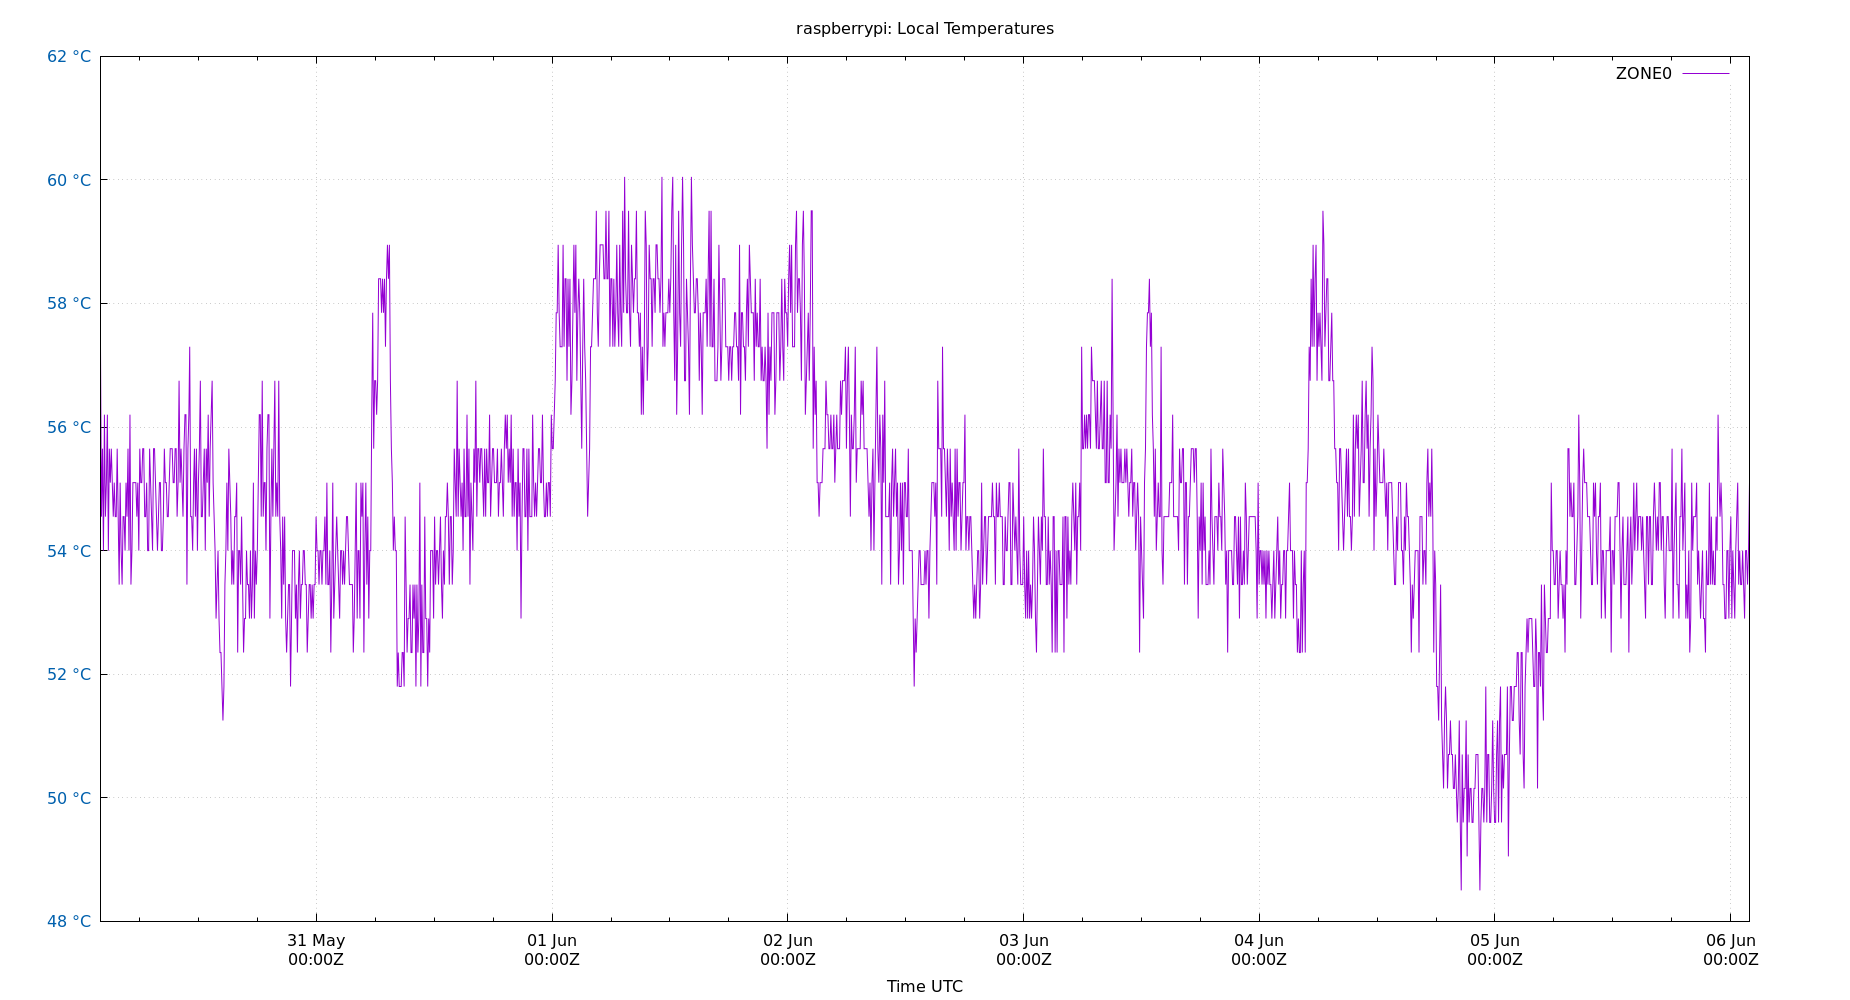 raspberrypi: Local Temperatures
62 °C
ZONE0
60 °C
58 °C
56 °C
54 °C
52 °C
50 °C
48 °C
31 May 01 Jun 02 Jun 03 Jun 04 Jun 05 Jun 06 Jun
00:00Z 00:00Z 00:00Z 00:00Z 00:00Z 00:00Z 00:00Z
Time UTC